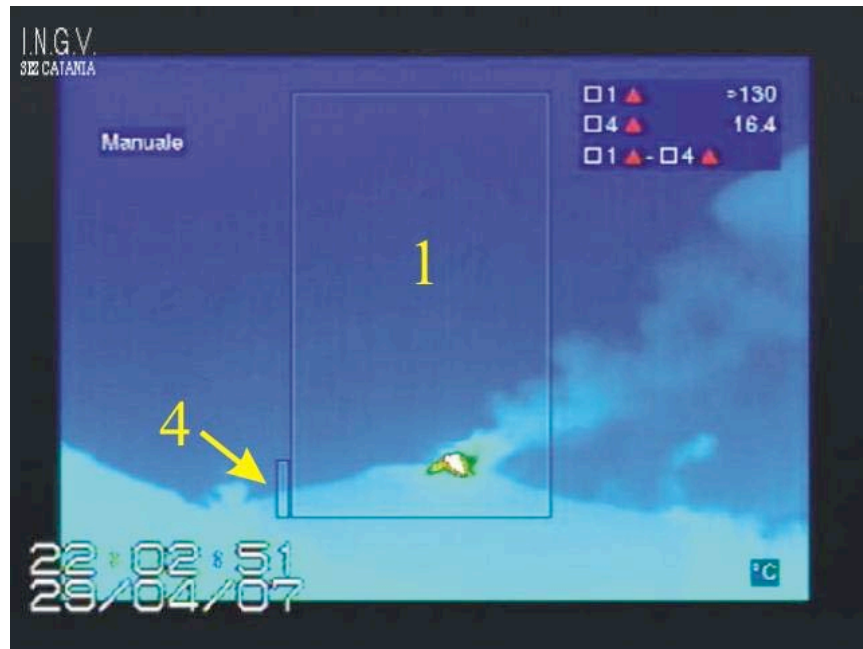 I.N.G.V.
SEZ CATANIA
Manuale
□1▲ >130
□4▲ 16.4
□1▲-□4▲
1
4
22:02:51
29/04/07
°C